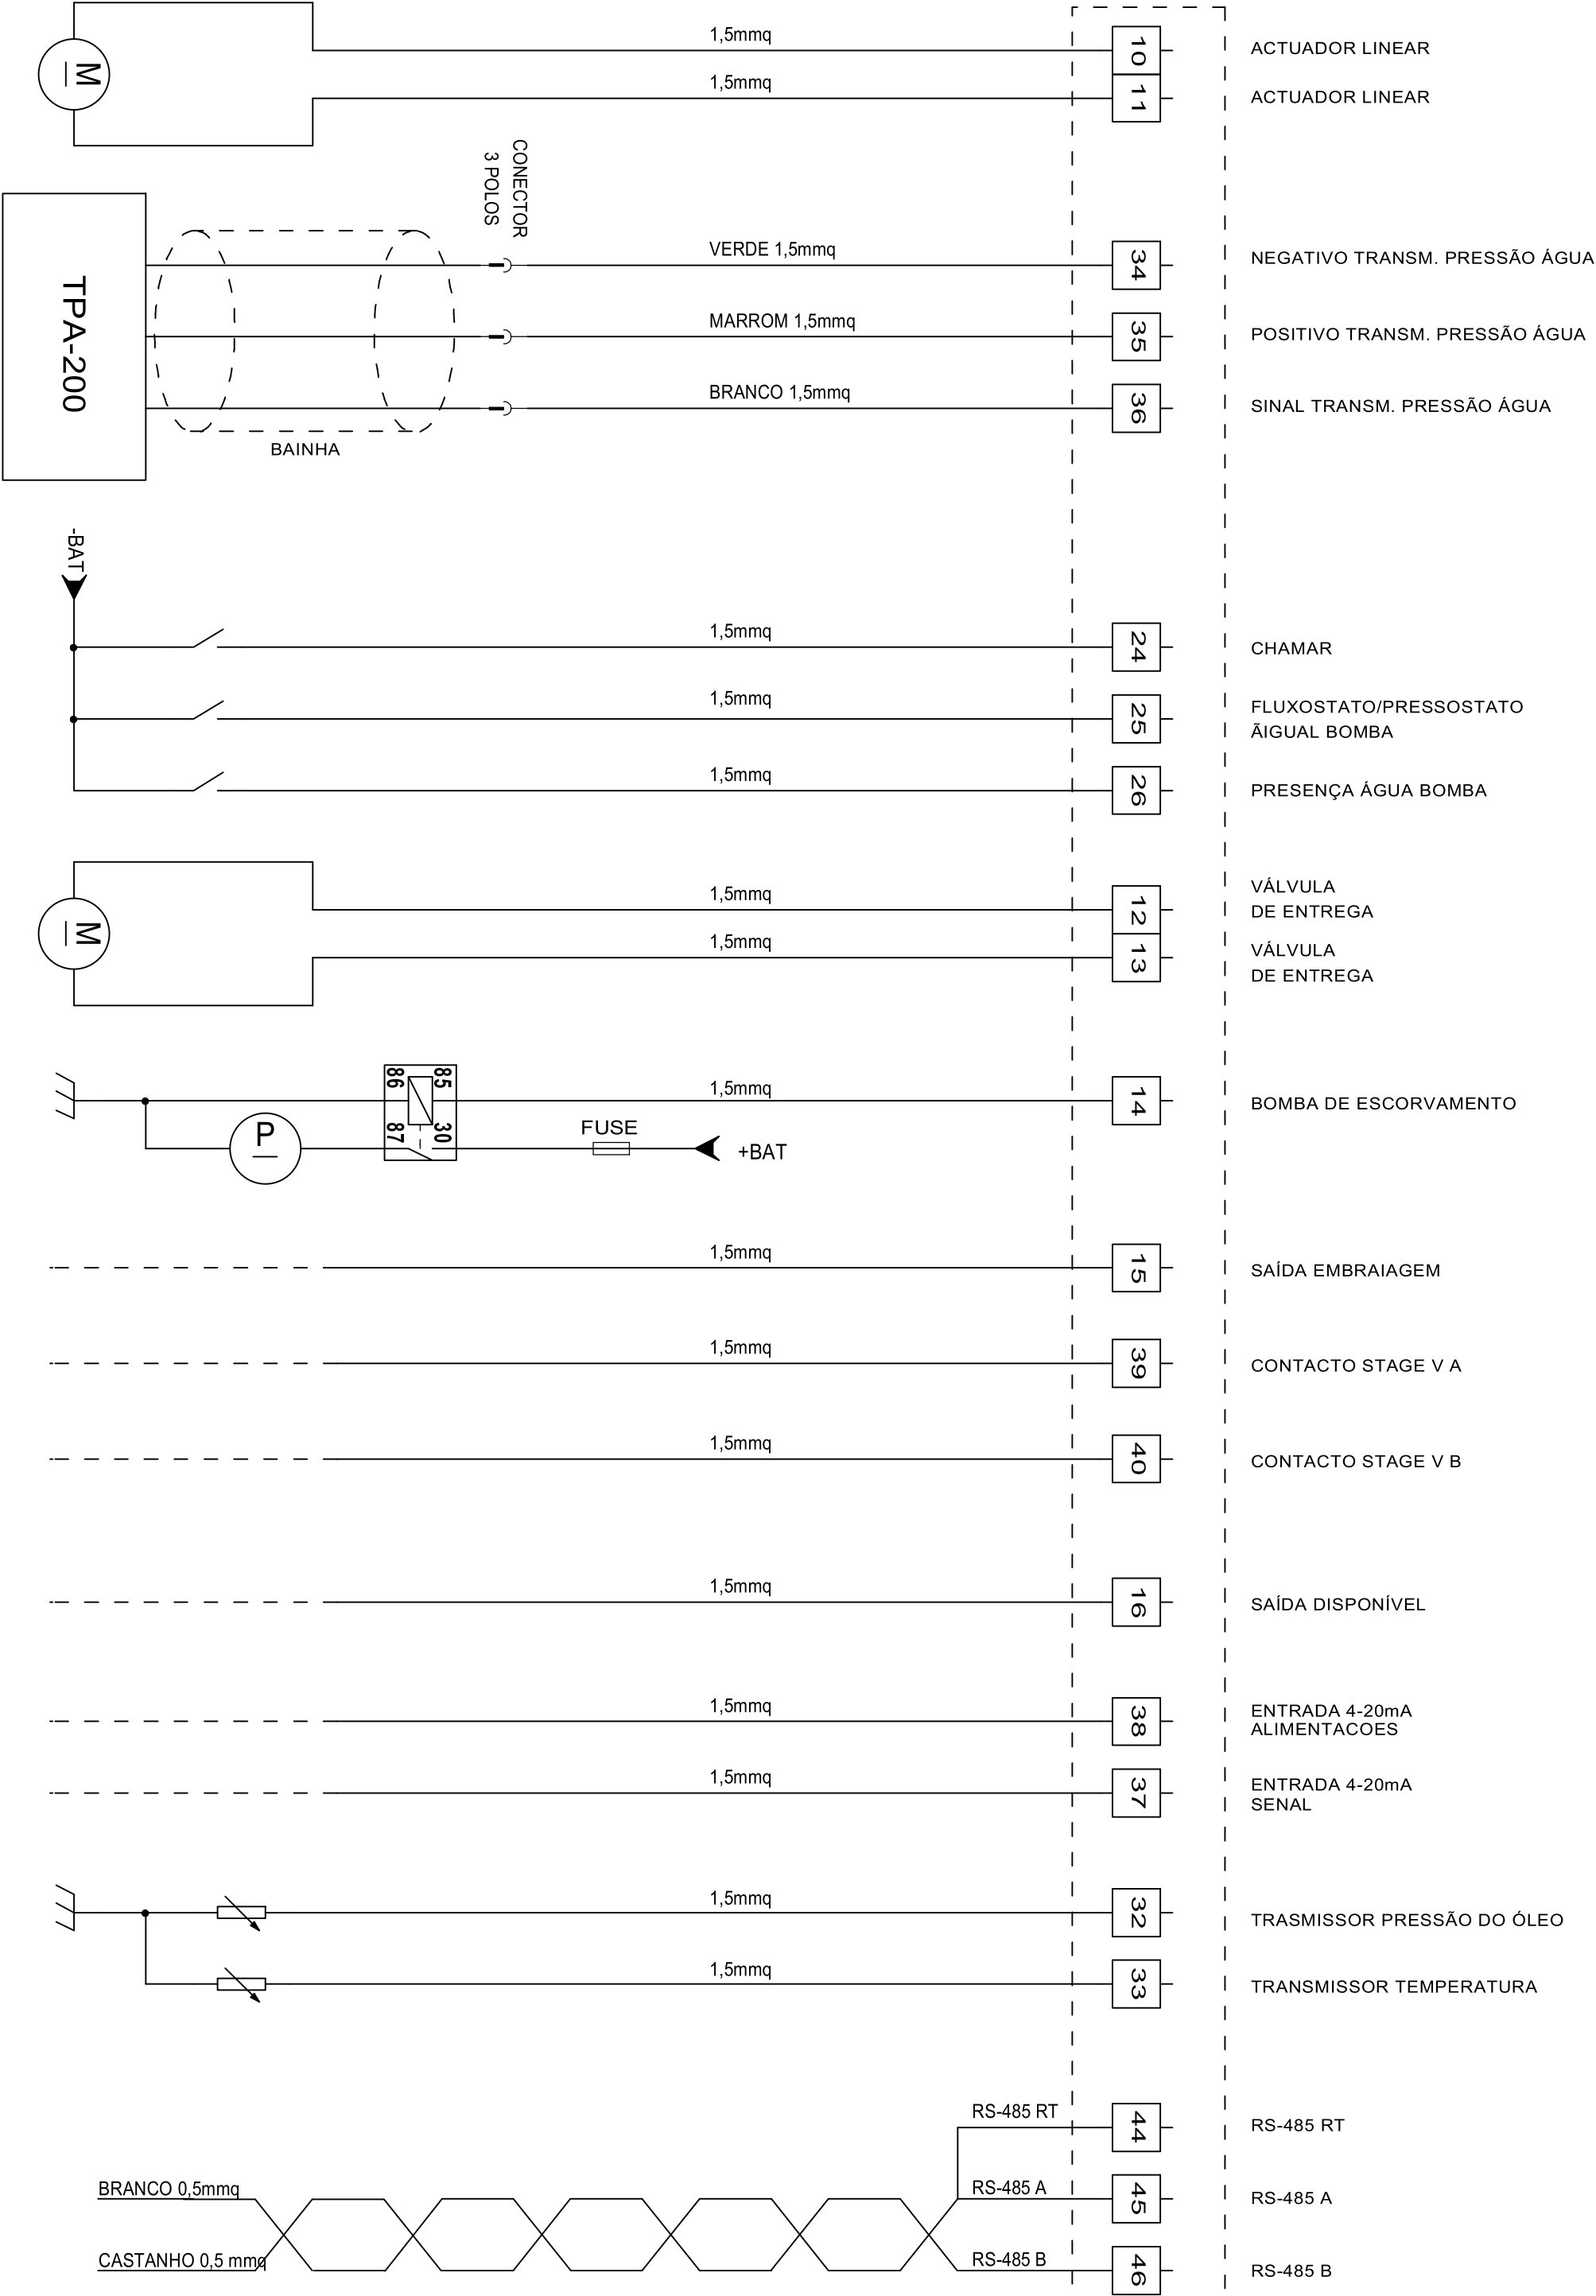 1,5mmq
10
ACTUADOR LINEAR
M
1,5mmq
11
ACTUADOR LINEAR
CONECTOR
3 POLOS
TPA-200
VERDE 1,5mmq
34
NEGATIVO TRANSM. PRESSÃO ÁGUA
MARROM 1,5mmq
35
POSITIVO TRANSM. PRESSÃO ÁGUA
BRANCO 1,5mmq
36
SINAL TRANSM. PRESSÃO ÁGUA
BAINHA
-BAT
1,5mmq
24
CHAMAR
1,5mmq
25
FLUXOSTATO/PRESSOSTATO
ÃIGUAL BOMBA
1,5mmq
26
PRESENÇA ÁGUA BOMBA
1,5mmq
12
VÁLVULA
DE ENTREGA
M
1,5mmq
13
VÁLVULA
DE ENTREGA
86
85
1,5mmq
14
BOMBA DE ESCORVAMENTO
P
87
30
FUSE
+BAT
1,5mmq
15
SAÍDA EMBRAIAGEM
1,5mmq
39
CONTACTO STAGE V A
1,5mmq
40
CONTACTO STAGE V B
1,5mmq
16
SAÍDA DISPONÍVEL
1,5mmq
38
ENTRADA 4-20mA
ALIMENTACOES
1,5mmq
37
ENTRADA 4-20mA
SENAL
1,5mmq
32
TRASMISSOR PRESSÃO DO ÓLEO
1,5mmq
33
TRANSMISSOR TEMPERATURA
RS-485 RT
44
RS-485 RT
BRANCO 0,5mmq
RS-485 A
45
RS-485 A
CASTANHO 0,5 mmq
RS-485 B
46
RS-485 B